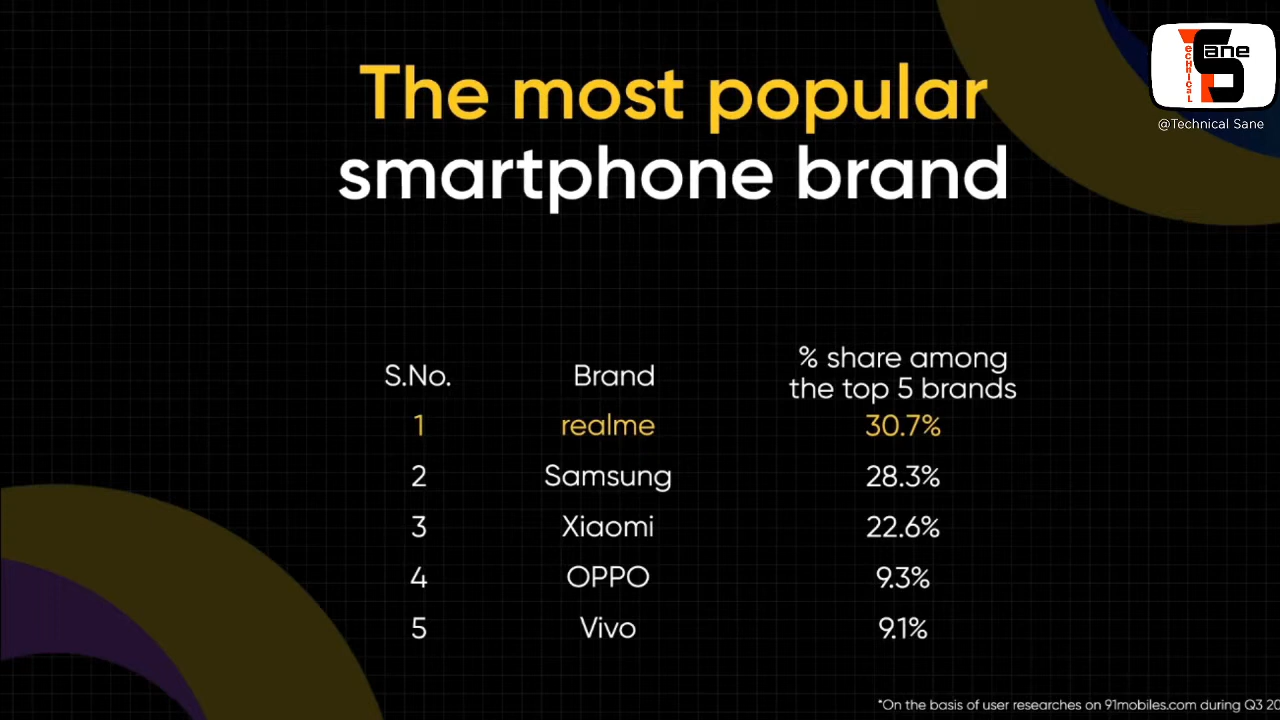 TecHnicaL Sane
@Technical Sane
The most popular
smartphone brand
S.No. Brand % share among
the top 5 brands
1 realme 30.7%
2 Samsung 28.3%
3 Xiaomi 22.6%
4 OPPO 9.3%
5 Vivo 9.1%
*On the basis of user researches on 91mobiles.com during Q3